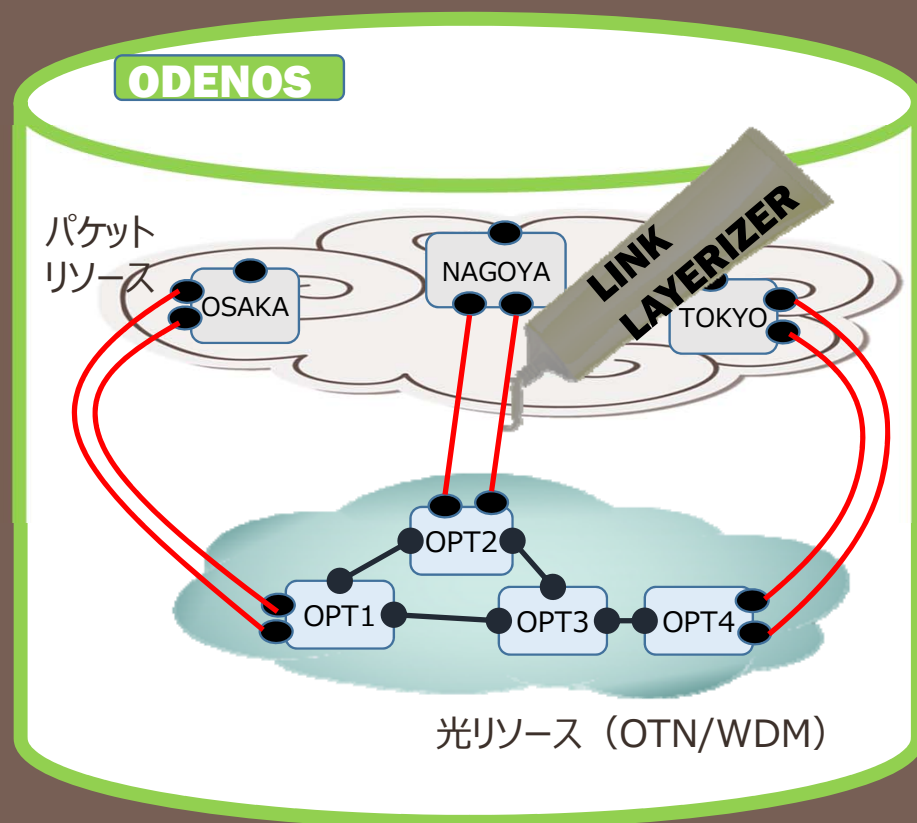 ODENOS
パケット
リソース
OSAKA
NAGOYA
LINK
LAYERIZER
TOKYO
OPT2
OPT1
OPT3
OPT4
光リソース（OTN/WDM）